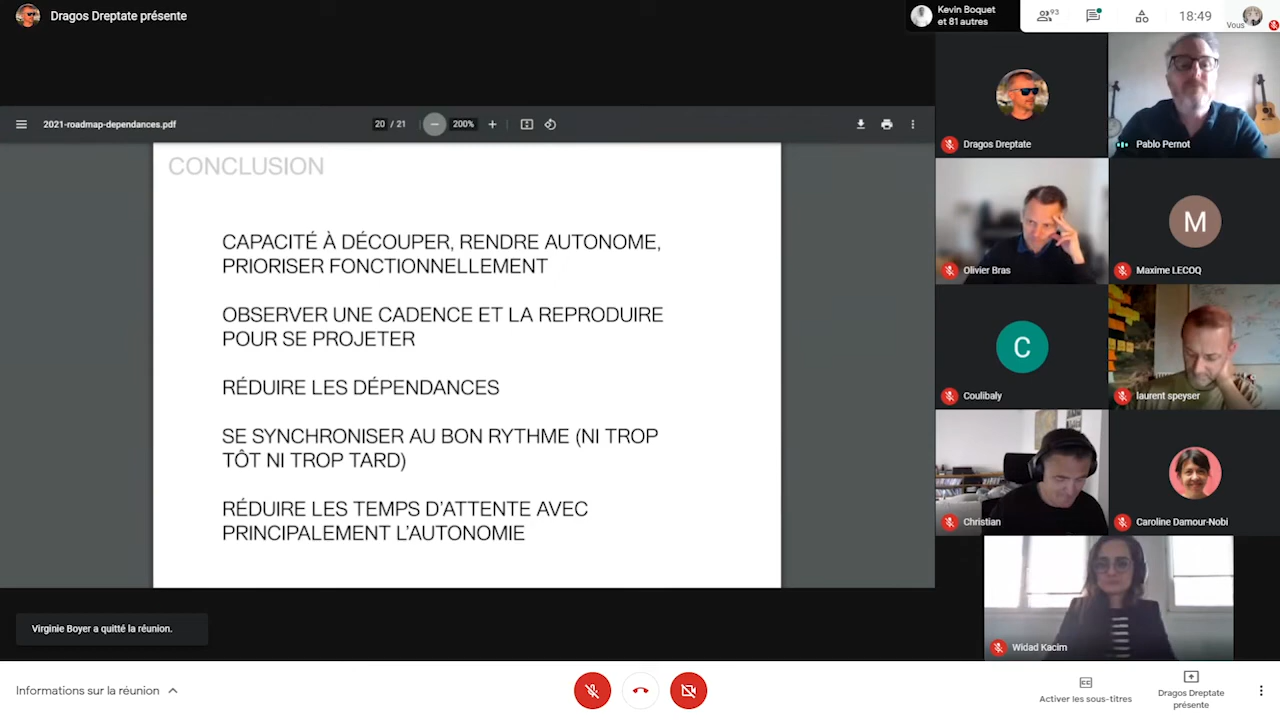 Dragos Dreptate présente
Kevin Boquet
et 81 autres
93
18:49
Vous
2021-roadmap-dependances.pdf
20 / 21
200%
CONCLUSION
CAPACITÉ À DÉCOUPER, RENDRE AUTONOME,
PRIORISER FONCTIONNELLEMENT
OBSERVER UNE CADENCE ET LA REPRODUIRE
POUR SE PROJETER
RÉDUIRE LES DÉPENDANCES
SE SYNCHRONISER AU BON RYTHME (NI TROP
TÔT NI TROP TARD)
RÉDUIRE LES TEMPS D’ATTENTE AVEC
PRINCIPALEMENT L’AUTONOMIE
Dragos Dreptate
Pablo Pernot
Olivier Bras
M
Maxime LECOQ
C
Coulibaly
laurent speyser
Christian
Caroline Damour-Nobi
Widad Kacim
Virginie Boyer a quitté la réunion.
Informations sur la réunion
Activer les sous-titres
Dragos Dreptate
présente